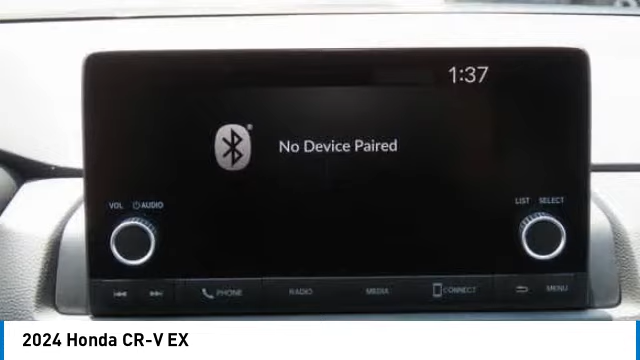 1:37
No Device Paired
VOL AUDIO
LIST SELECT
PHONE RADIO MEDIA CONNECT MENU
2024 Honda CR-V EX